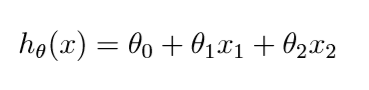 h_θ(x) = θ_0 + θ_1x_1 + θ_2x_2